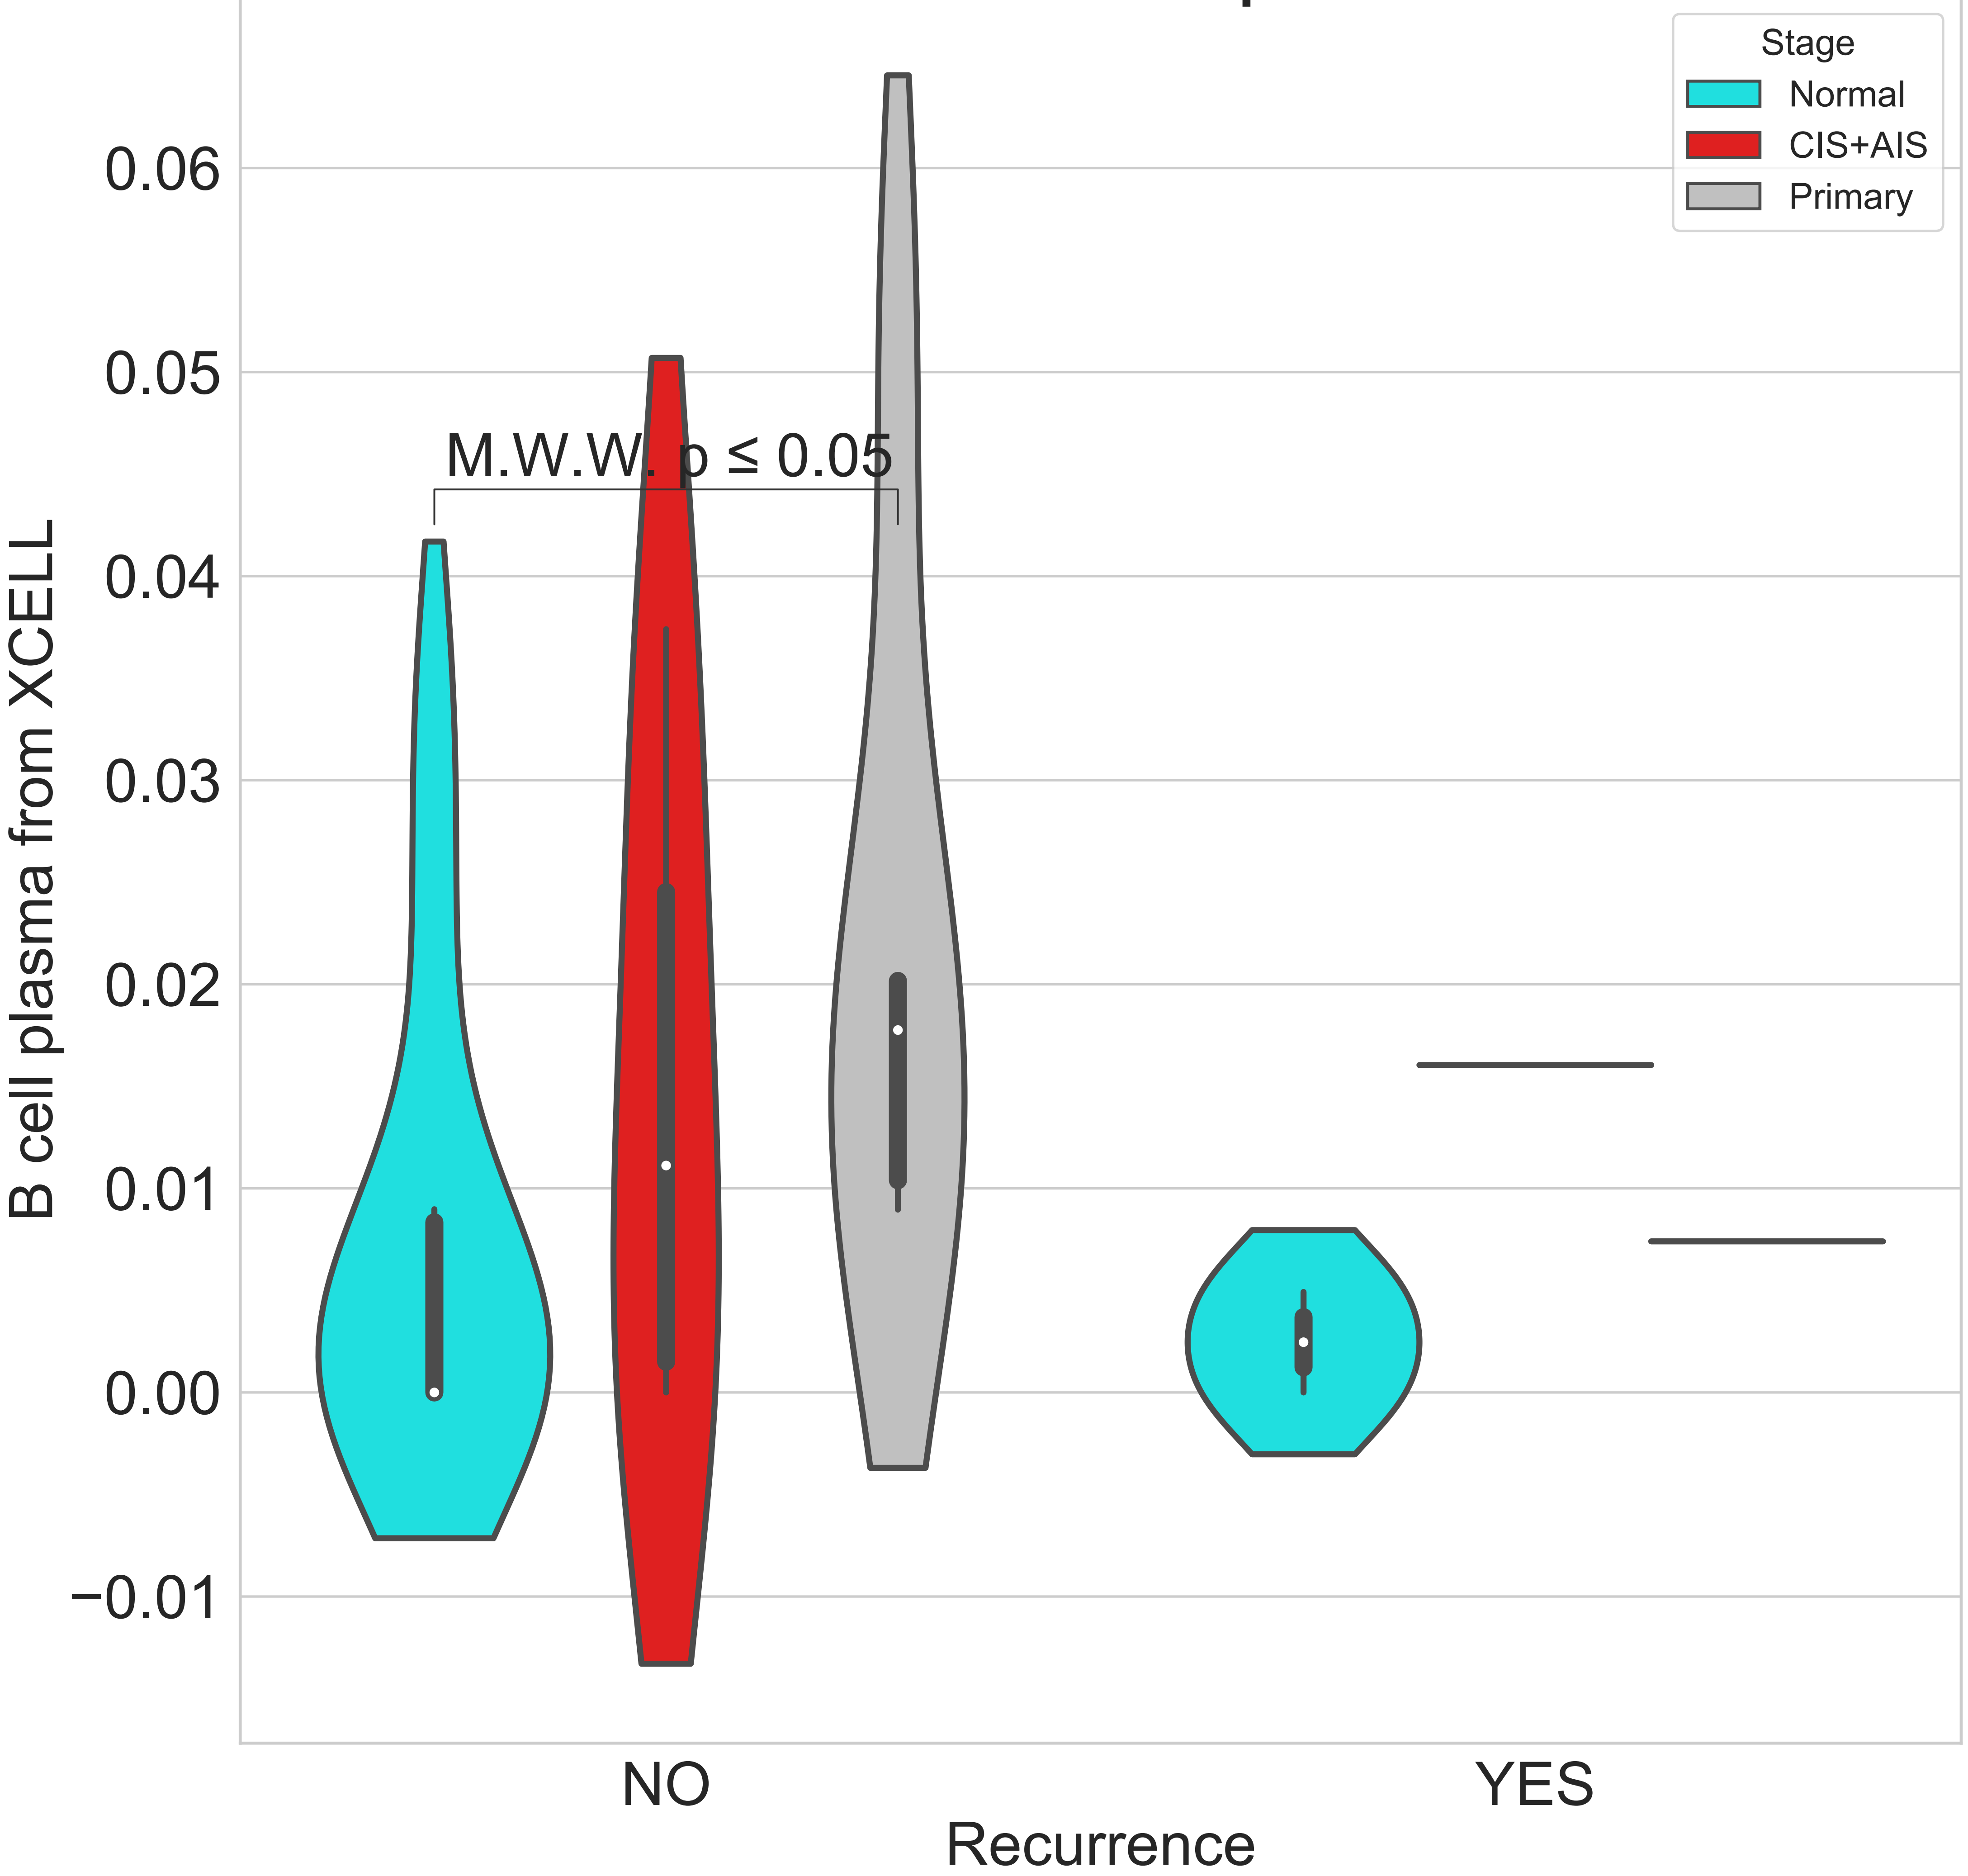 Stage
Normal
CIS+AIS
Primary
0.06
0.05
0.04
0.03
0.02
0.01
0.00
−0.01
B cell plasma from XCELL
M.W.W. p ≤ 0.05
NO
YES
Recurrence